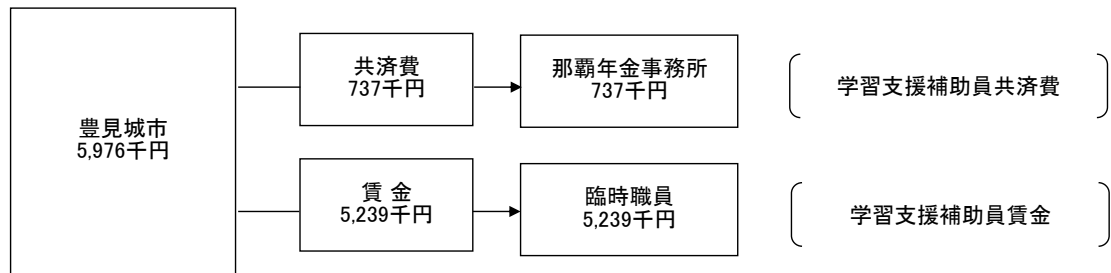 豊見城市
5,976千円
共済費
737千円
那覇年金事務所
737千円
学習支援補助員共済費
賃 金
5,239千円
臨時職員
5,239千円
学習支援補助員賃金